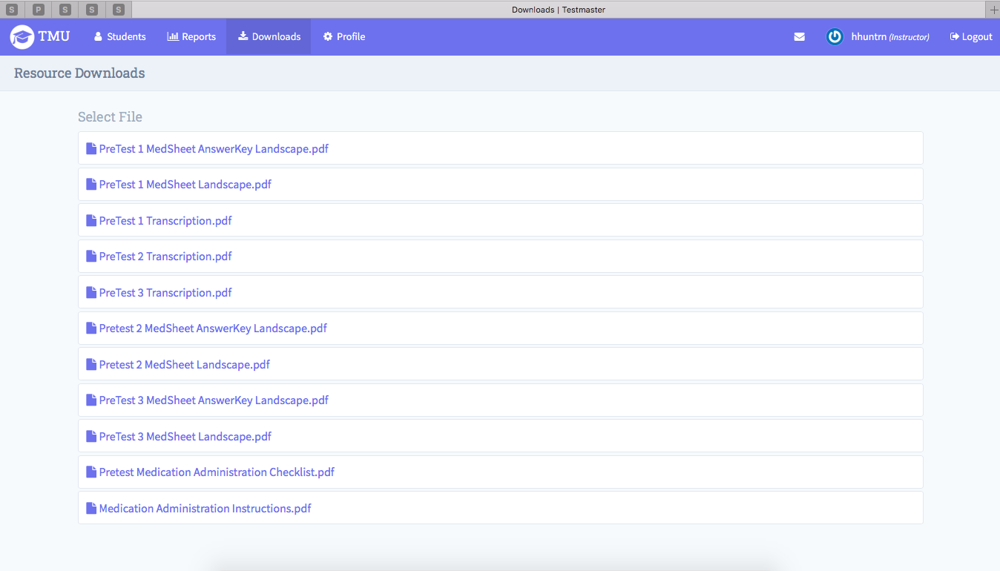 S P S S S Downloads | Testmaster +
TMU Students Reports Downloads Profile hhuntrn (Instructor) Logout
Resource Downloads
Select File
PreTest 1 MedSheet AnswerKey Landscape.pdf
PreTest 1 MedSheet Landscape.pdf
PreTest 1 Transcription.pdf
PreTest 2 Transcription.pdf
PreTest 3 Transcription.pdf
Pretest 2 MedSheet AnswerKey Landscape.pdf
Pretest 2 MedSheet Landscape.pdf
PreTest 3 MedSheet AnswerKey Landscape.pdf
PreTest 3 MedSheet Landscape.pdf
Pretest Medication Administration Checklist.pdf
Medication Administration Instructions.pdf